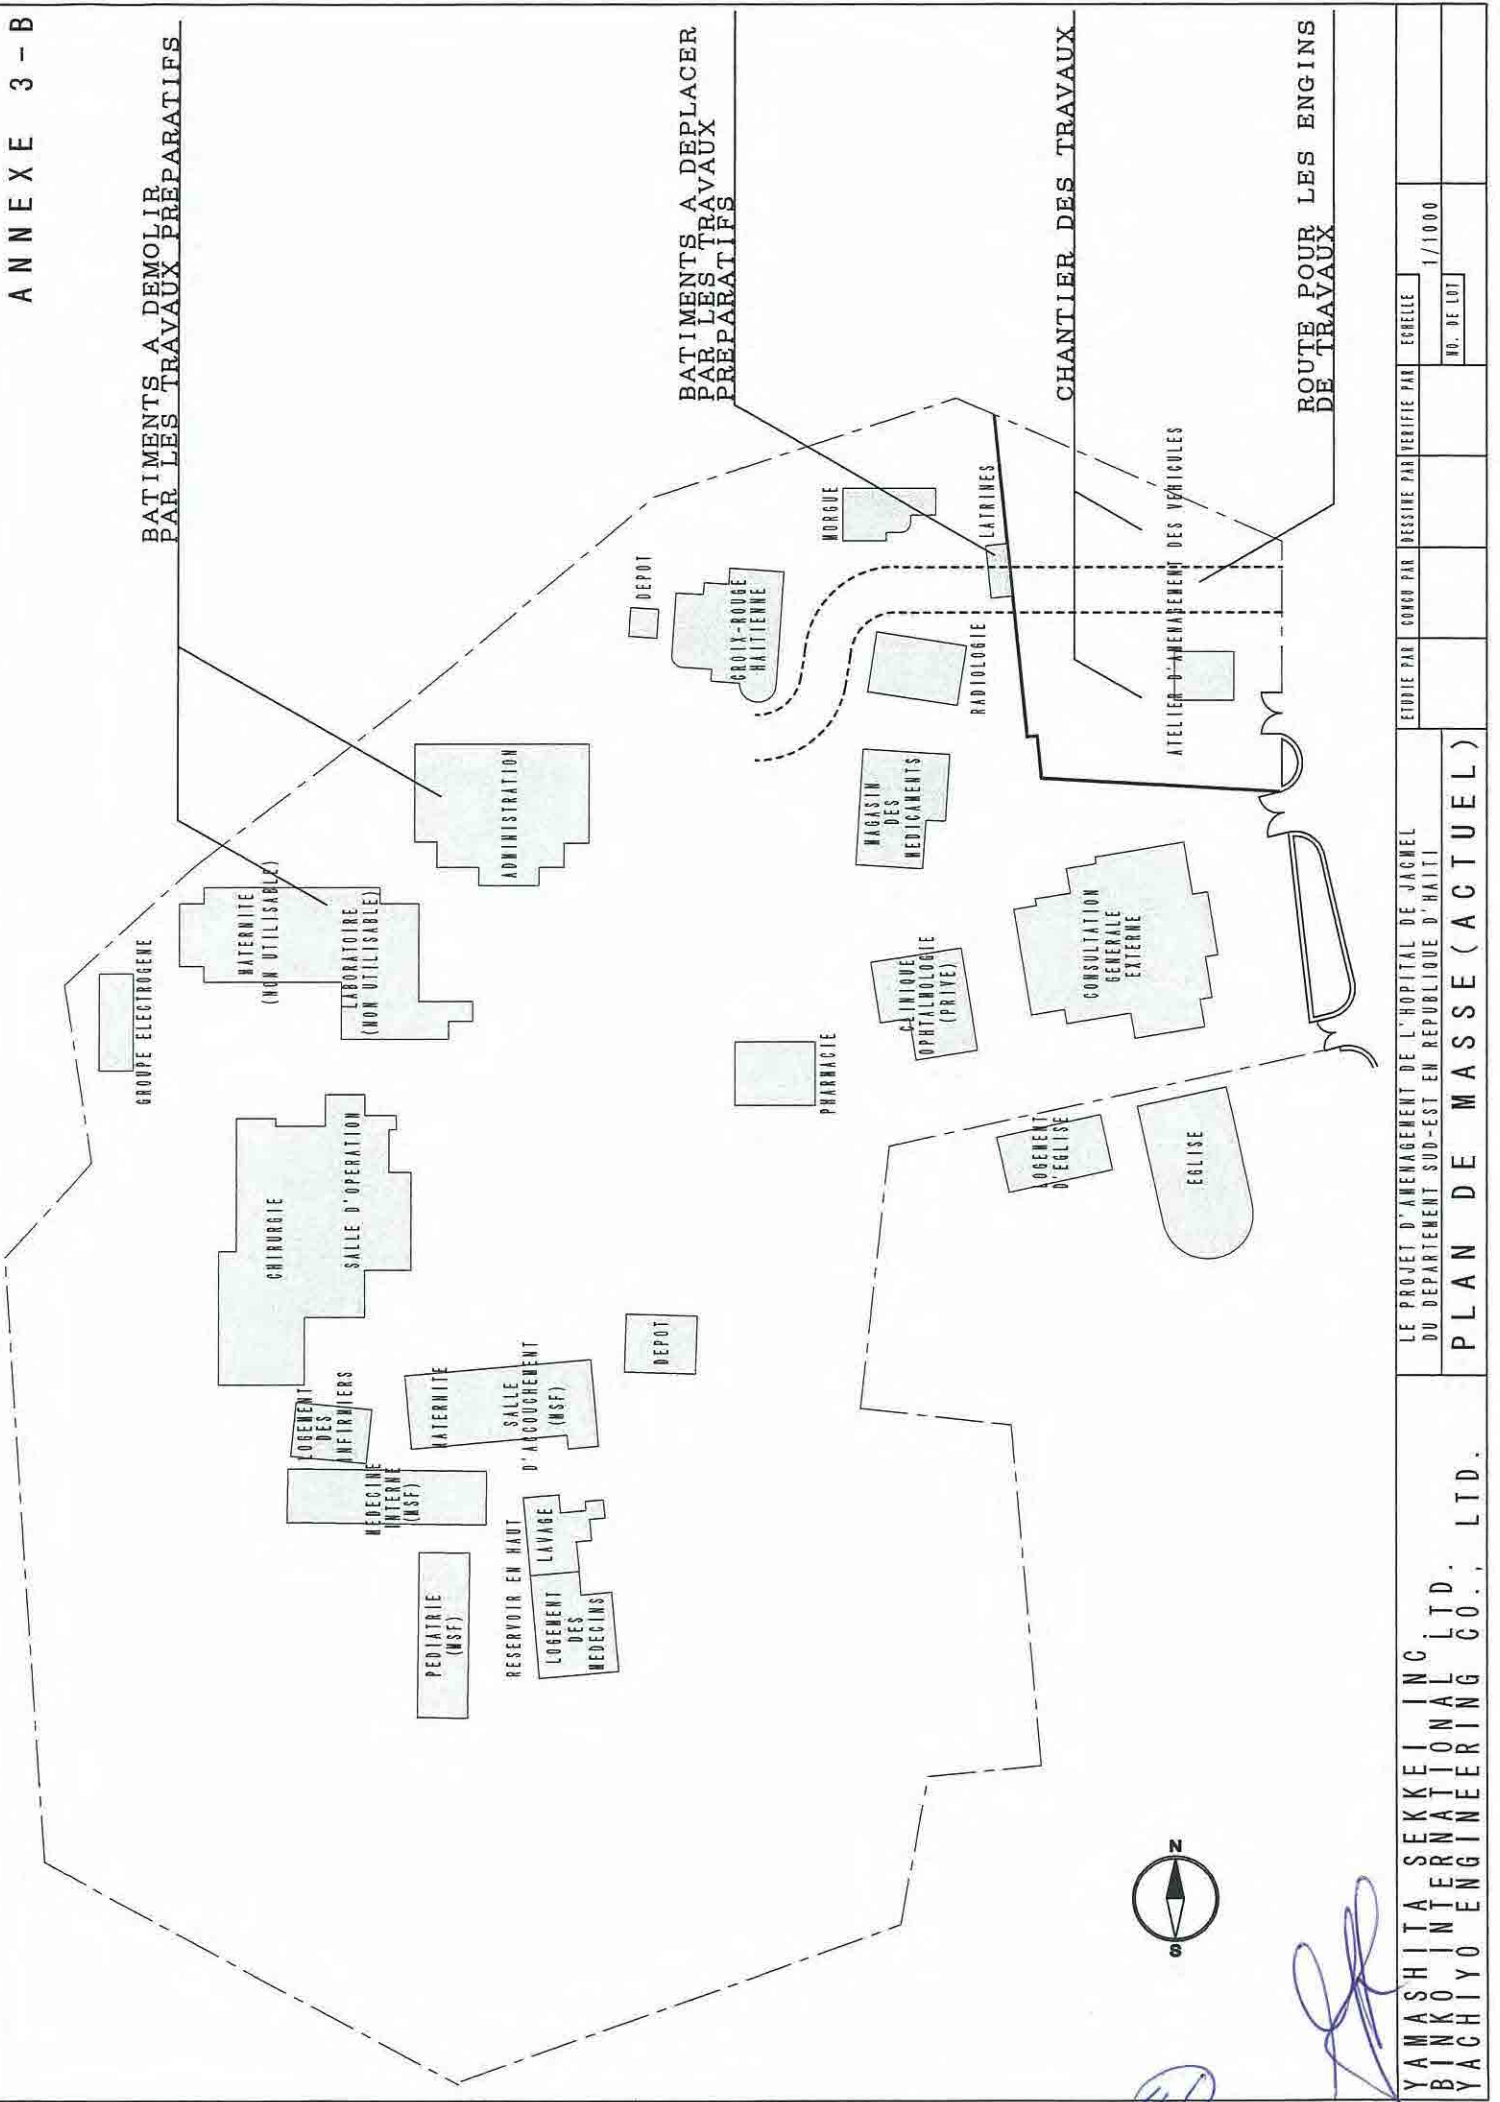 ANNEXE 3-B
BATIMENTS A DEMOLIR
PAR LES TRAVAUX PREPARATIFS
BATIMENTS A DEPLACER
PAR LES TRAVAUX
PREPARATIFS
CHANTIER DES TRAVAUX
ROUTE POUR LES ENGINS
DE TRAVAUX
GROUPE ELECTROGENE
MATERNITE
(NON UTILISABLE)
LABORATOIRE
(NON UTILISABLE)
ADMINISTRATION
DEPOT
CROIX-ROUGE
HAITIENNE
MORGUE
LATRINES
RADIOLOGIE
ATELIER D'AMENAGEMENT DES VEHICULES
MAGASIN
DES
MEDICAMENTS
CHIRURGIE
SALLE D'OPERATION
PHARMACIE
CLINIQUE
OPHTALMOLOGIE
(PRIVE)
CONSULTATION
GENERALE
EXTERNE
LOGEMENT
D'EGLISE
EGLISE
LOGEMENT
DES
INFIRMIERS
MEDECINE
INTERNE
(MSF)
MATERNITE
SALLE
D'ACCOUCHEMENT
(MSF)
DEPOT
PEDIATRIE
(MSF)
RESERVOIR EN HAUT
LAVAGE
LOGEMENT
DES
MEDECINS
N
S
YAMASHITA SEKKEI INC.
BINKO INTERNATIONAL LTD.
YACHIYO ENGINEERING CO., LTD.
LE PROJET D'AMENAGEMENT DE L'HOPITAL DE JACMEL
DU DEPARTEMENT SUD-EST EN REPUBLIQUE D'HAITI
PLAN DE MASSE (ACTUEL)
ETUDIE PAR
CONCU PAR
DESSINE PAR
VERIFIE PAR
ECHELLE
1/1000
NO. DE LOT